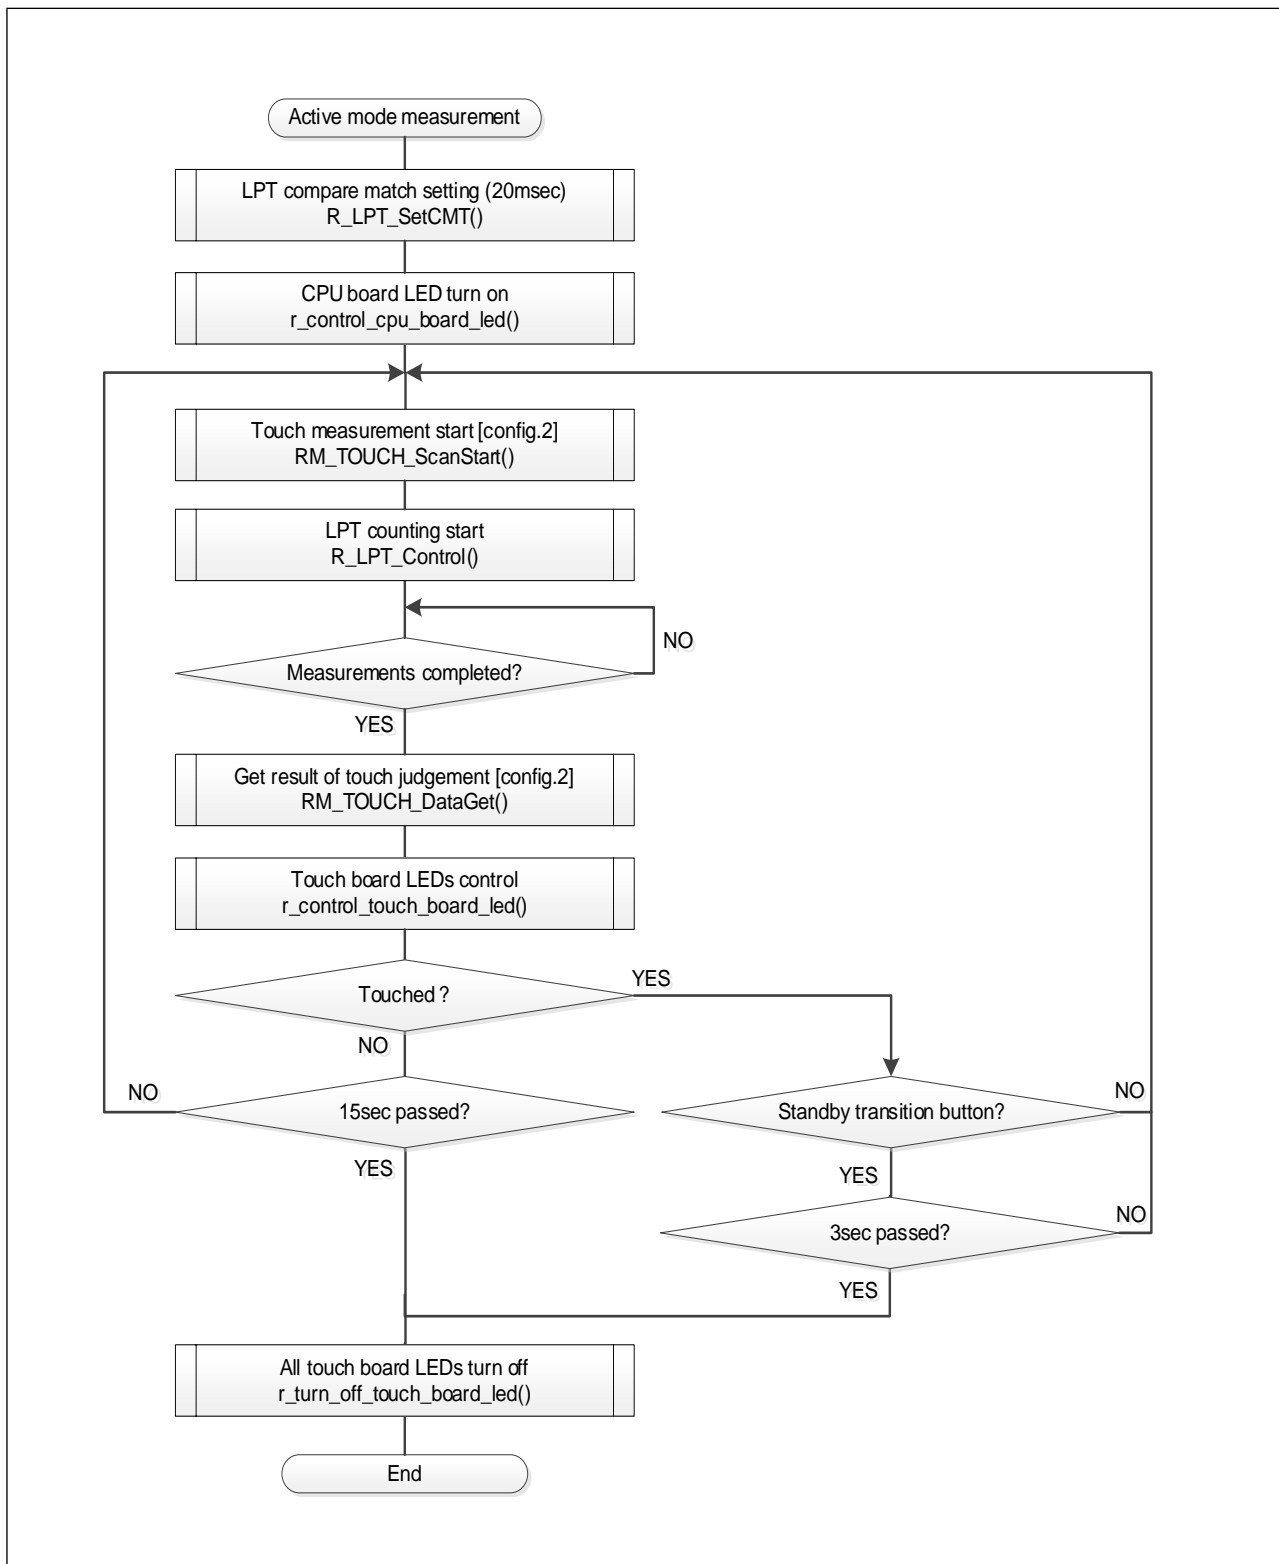 Active mode measurement
LPT compare match setting (20msec)
R_LPT_SetCMT()
CPU board LED turn on
r_control_cpu_board_led()
Touch measurement start [config.2]
RM_TOUCH_ScanStart()
LPT counting start
R_LPT_Control()
NO
Measurements completed?
YES
Get result of touch judgement [config.2]
RM_TOUCH_DataGet()
Touch board LEDs control
r_control_touch_board_led()
Touched ?
YES
NO
NO
15sec passed?
YES
Standby transition button?
NO
YES
3sec passed?
NO
YES
All touch board LEDs turn off
r_turn_off_touch_board_led()
End